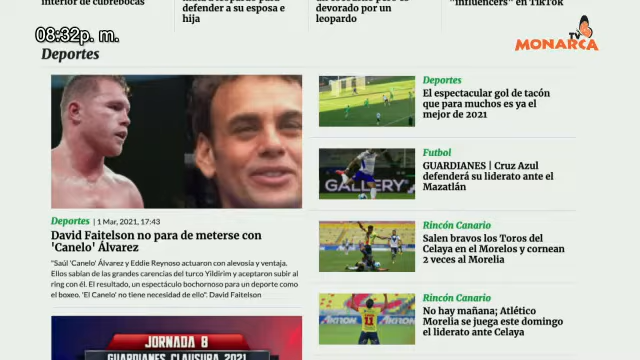 interior de cubrebocas
defender a su esposa e
hija
devorado por un
leopardo
"influencers" en TikTok
08:32p. m.
TV
MONARCA
Deportes
Deportes | 1 Mar, 2021, 17:43
David Faitelson no para de meterse con
'Canelo' Álvarez
"Saúl 'Canelo' Álvarez y Eddie Reynoso actuaron con alevosía y ventaja.
Ellos sabían de las grandes carencias del turco Yildirim y aceptaron subir al
ring con él. El resultado, un espectáculo bochornoso para un deporte como
el boxeo. 'El Canelo' no tiene necesidad de ello". David Faitelson
JORNADA 8
GUARDIANES CLAUSURA 2021
Deportes
El espectacular gol de tacón
que para muchos es ya el
mejor de 2021
Futbol
GUARDIANES | Cruz Azul
defenderá su liderato ante el
Mazatlán
GALLERY
Rincón Canario
Salen bravos los Toros del
Celaya en el Morelos y cornean
2 veces al Morelia
Rincón Canario
No hay mañana; Atlético
Morelia se juega este domingo
el liderato ante Celaya